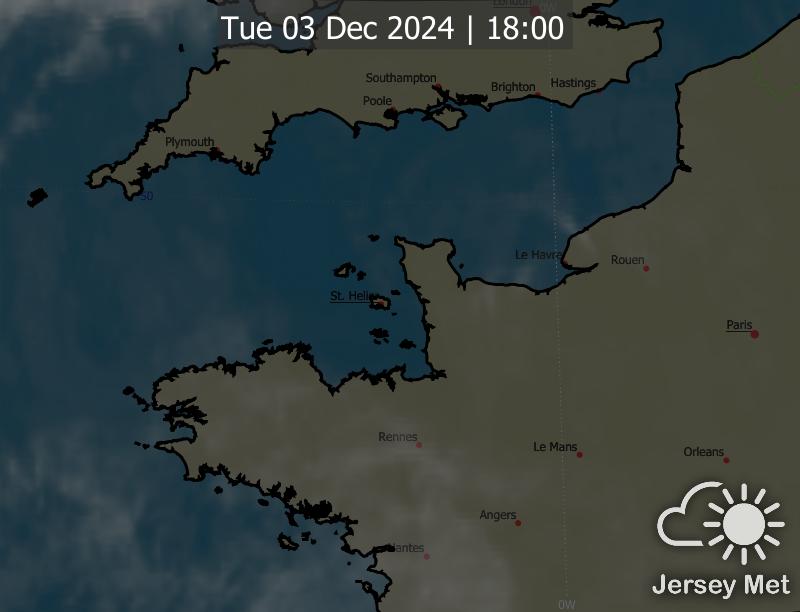 London
0W
Tue 03 Dec 2024 | 18:00
Southampton
Brighton
Hastings
Poole
Plymouth
50
Le Havre
Rouen
St. Helier
Paris
Rennes
Le Mans
Orleans
Angers
Nantes
Jersey Met
0W